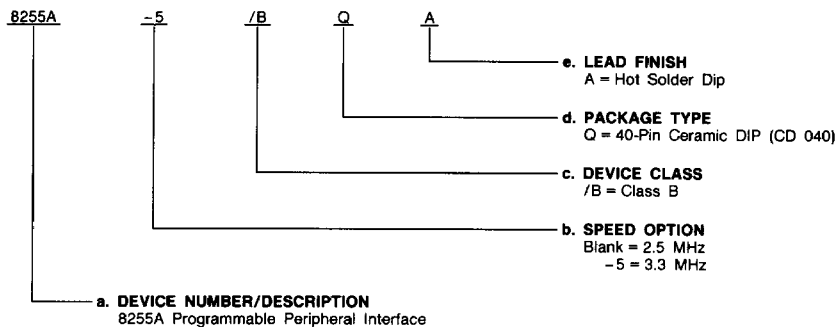 8255A -5 /B Q A
e. LEAD FINISH
A = Hot Solder Dip
d. PACKAGE TYPE
Q = 40-Pin Ceramic DIP (CD 040)
c. DEVICE CLASS
/B = Class B
b. SPEED OPTION
Blank = 2.5 MHz
-5 = 3.3 MHz
a. DEVICE NUMBER/DESCRIPTION
8255A Programmable Peripheral Interface